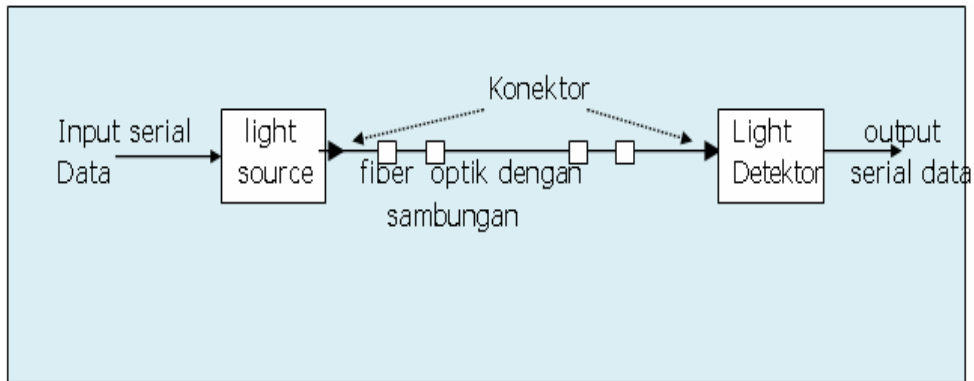 Konektor
Input serial
Data
light
source
fiber optik dengan
sambungan
Light
Detektor
output
serial data